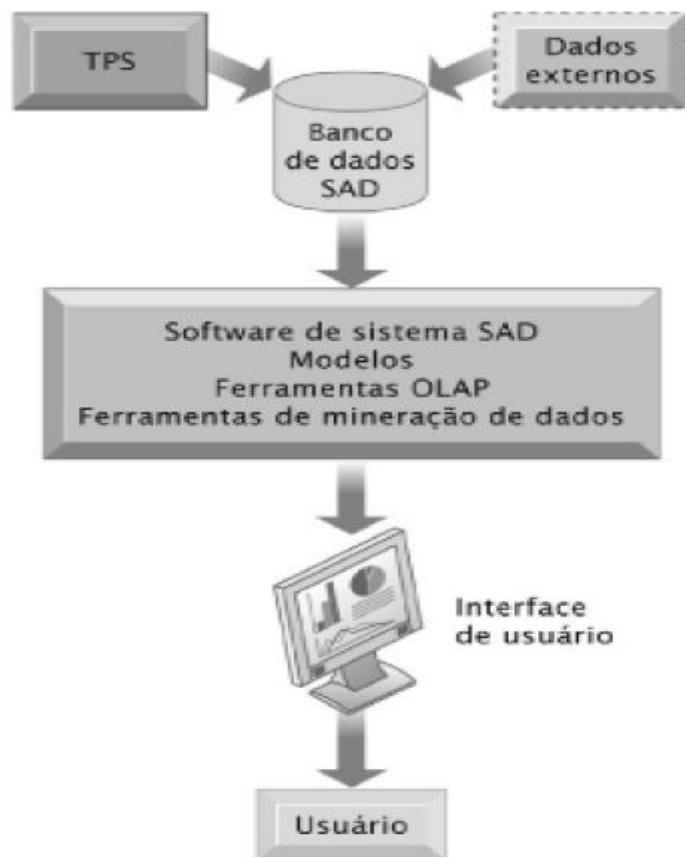 TPS
Dados
externos
Banco
de dados
SAD
Software de sistema SAD
Modelos
Ferramentas OLAP
Ferramentas de mineração de dados
Interface
de usuário
Usuário